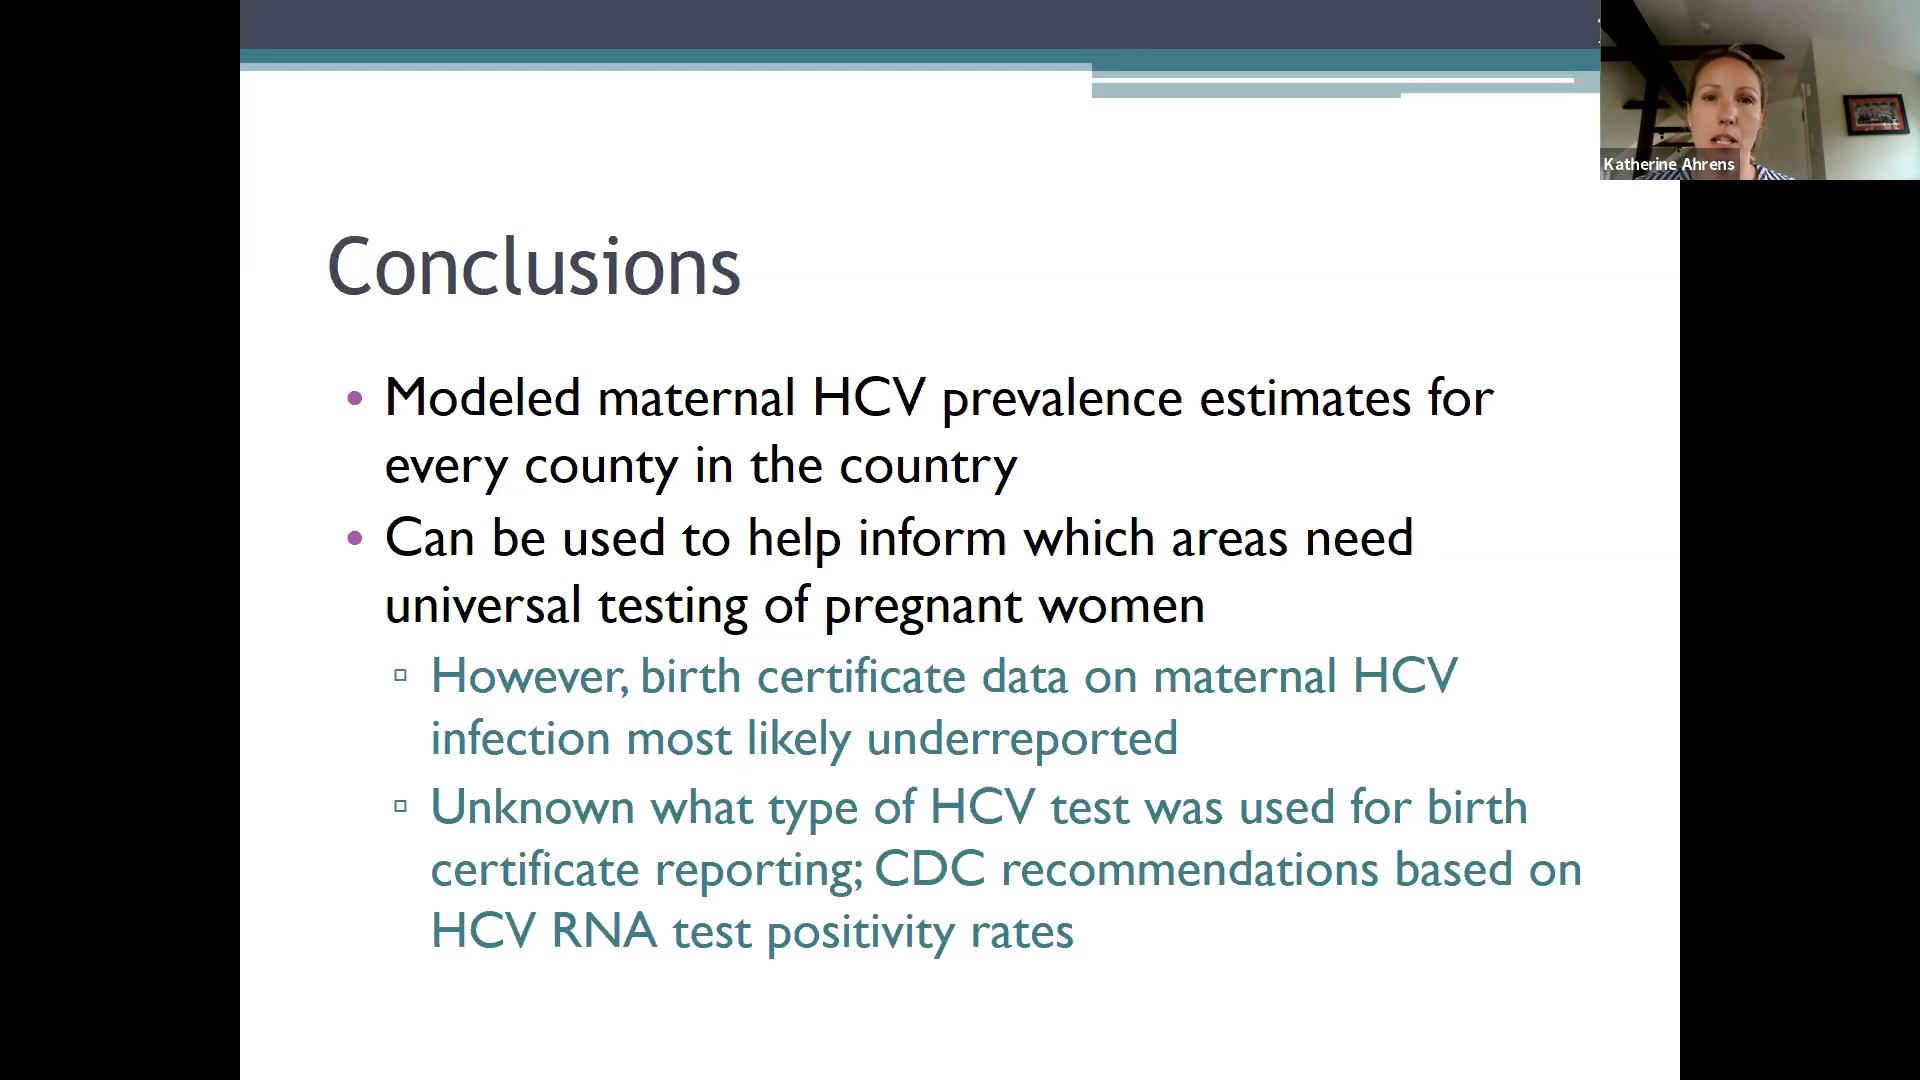 Katherine Ahrens
Conclusions
• Modeled maternal HCV prevalence estimates for
every county in the country
• Can be used to help inform which areas need
universal testing of pregnant women
▫ However, birth certificate data on maternal HCV
infection most likely underreported
▫ Unknown what type of HCV test was used for birth
certificate reporting; CDC recommendations based on
HCV RNA test positivity rates